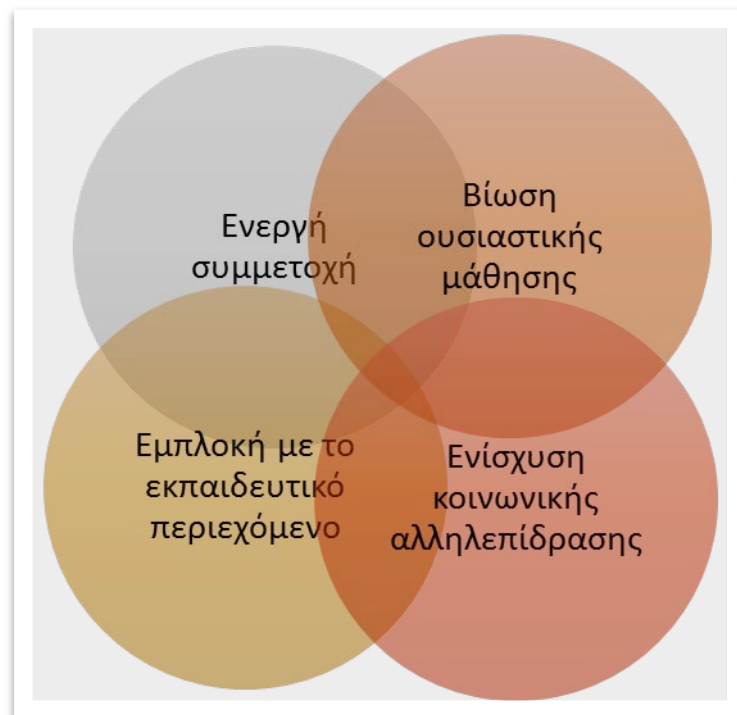 Ενεργή
συμμετοχή
Βίωση
ουσιαστικής
μάθησης
Εμπλοκή με το
εκπαιδευτικό
περιεχόμενο
Ενίσχυση
κοινωνικής
αλληλεπίδρασης